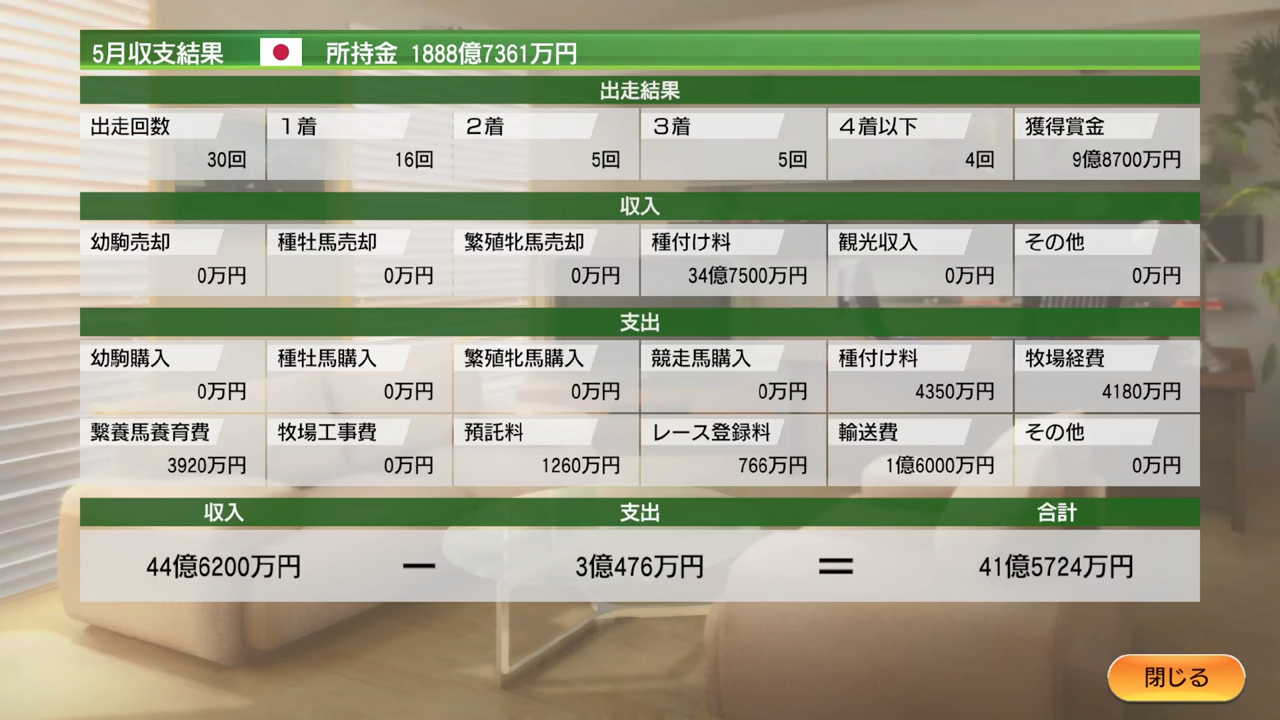 5月収支結果 所持金 1888億7361万円
出走結果
出走回数 1着 2着 3着 4着以下 獲得賞金
30回 16回 5回 5回 4回 9億8700万円
収入
幼駒売却 種牡馬売却 繁殖牝馬売却 種付け料 観光収入 その他
0万円 0万円 0万円 34億7500万円 0万円 0万円
支出
幼駒購入 種牡馬購入 繁殖牝馬購入 競走馬購入 種付け料 牧場経費
0万円 0万円 0万円 0万円 4350万円 4180万円
繋養馬養育費 牧場工事費 預託料 レース登録料 輸送費 その他
3920万円 0万円 1260万円 766万円 1億6000万円 0万円
収入 支出 合計
44億6200万円 － 3億476万円 ＝ 41億5724万円
閉じる